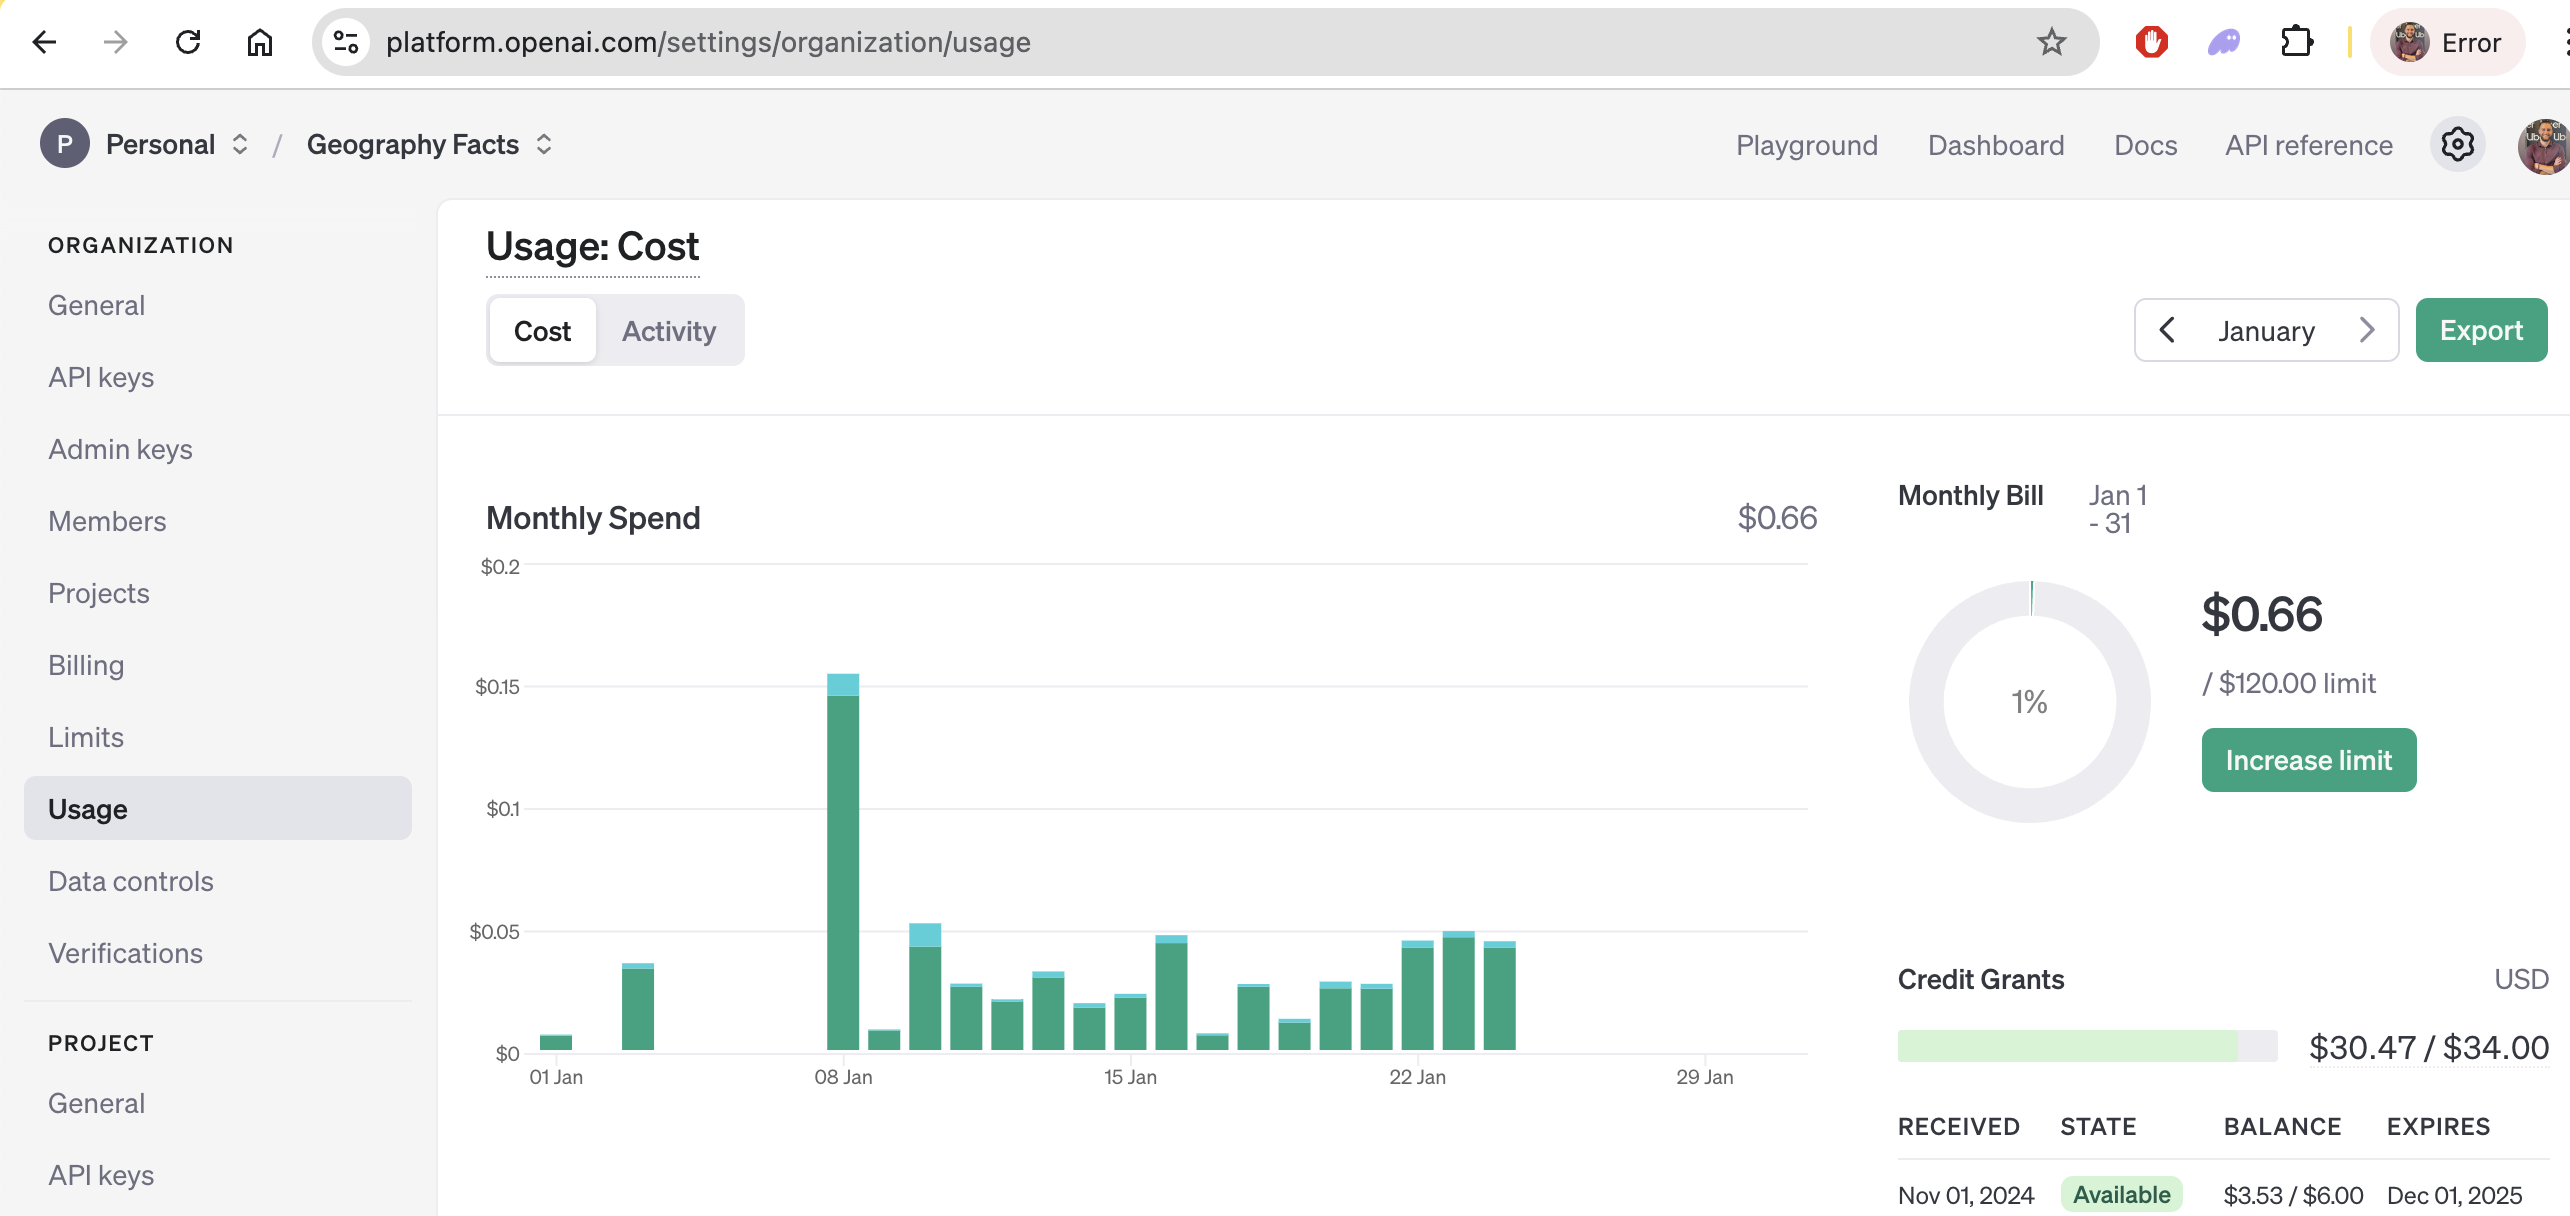 platform.openai.com/settings/organization/usage
Error
P Personal / Geography Facts
Playground Dashboard Docs API reference
ORGANIZATION
General
API keys
Admin keys
Members
Projects
Billing
Limits
Usage
Data controls
Verifications
PROJECT
General
API keys
Usage: Cost
Cost Activity
January
Export
Monthly Spend $0.66
$0.2
$0.15
$0.1
$0.05
$0
01 Jan 08 Jan 15 Jan 22 Jan 29 Jan
Monthly Bill Jan 1
- 31
1%
$0.66
/ $120.00 limit
Increase limit
Credit Grants USD
$30.47 / $34.00
RECEIVED STATE BALANCE EXPIRES
Nov 01, 2024 Available $3.53 / $6.00 Dec 01, 2025